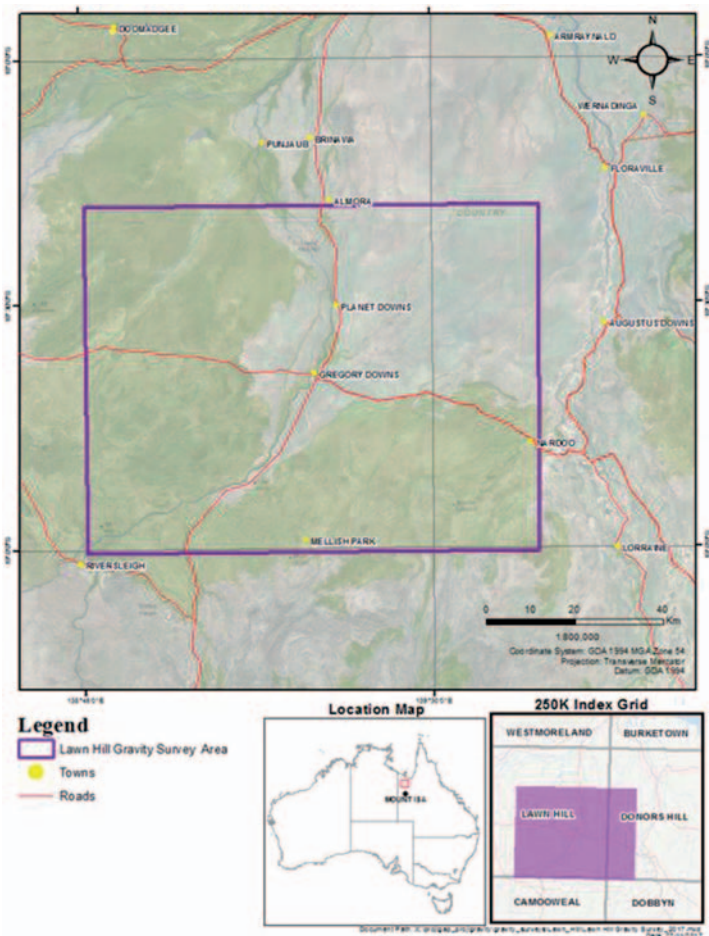 DOOMADGEE
ARMRAYNALD
N
W
E
S
WERNADINGA
PUNJAUB
BRINAWA
FLORAVILLE
ALMORA
COUNTRY
PLANET DOWNS
AUGUSTUS DOWNS
GREGORY DOWNS
NARDOO
MELLISH PARK
LORRAINE
RIVERSLEIGH
0 20 40
Km
1:800,000
Coordinate System: GDA 1994 MGA Zone 54
Projection: Transverse Mercator
Datum: GDA 1994
Legend
Lawn Hill Gravity Survey Area
Towns
Roads
Location Map
MOUNT ISA
250K Index Grid
WESTMORELAND
BURKETOWN
LAWN HILL
DONORS HILL
CAMOOWEAL
DOBBYN